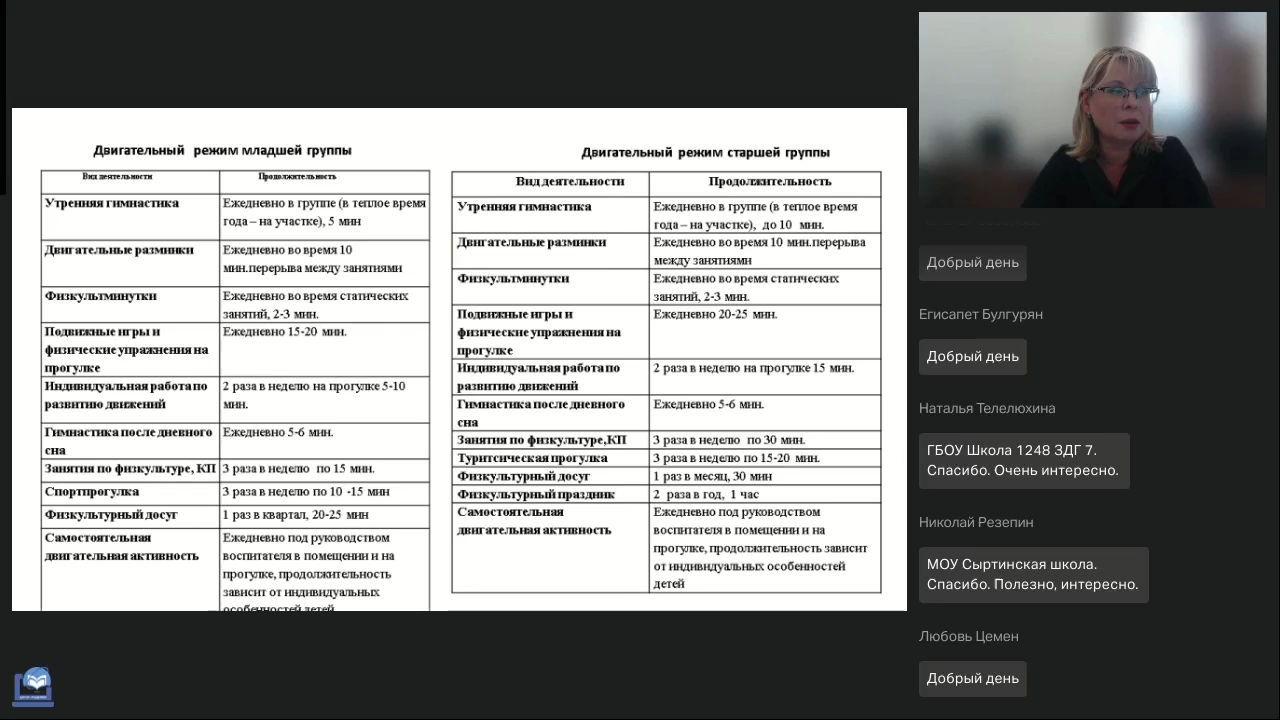 Двигательный режим младшей группы
Вид деятельности Продолжительность
Утренняя гимнастика Ежедневно в группе (в теплое время
года – на участке), 5 мин
Двигательные разминки Ежедневно во время 10
мин.перерыва между занятиями
Физкультминутки Ежедневно во время статических
занятий, 2-3 мин.
Подвижные игры и Ежедневно 15-20 мин.
физические упражнения на
прогулке
Индивидуальная работа по 2 раза в неделю на прогулке 5-10
развитию движений мин.
Гимнастика после дневного Ежедневно 5-6 мин.
сна
Занятия по физкультуре, КП 3 раза в неделю по 15 мин.
Спортпрогулка 3 раза в неделю по 10 -15 мин
Физкультурный досуг 1 раз в квартал, 20-25 мин
Самостоятельная Ежедневно под руководством
двигательная активность воспитателя в помещении и на
прогулке, продолжительность
зависит от индивидуальных
особенностей детей
Двигательный режим старшей группы
Вид деятельности Продолжительность
Утренняя гимнастика Ежедневно в группе (в теплое время
года – на участке), до 10 мин.
Двигательные разминки Ежедневно во время 10 мин.перерыва
между занятиями
Физкультминутки Ежедневно во время статических
занятий, 2-3 мин.
Подвижные игры и Ежедневно 20-25 мин.
физические упражнения на
прогулке
Индивидуальная работа по 2 раза в неделю на прогулке 15 мин.
развитию движений
Гимнастика после дневного Ежедневно 5-6 мин.
сна
Занятия по физкультуре,КП 3 раза в неделю по 30 мин.
Туритсическая прогулка 3 раза в неделю по 15-20 мин.
Физкультурный досуг 1 раз в месяц, 30 мин
Физкультурный праздник 2 раза в год, 1 час
Самостоятельная Ежедневно под руководством
двигательная активность воспитателя в помещении и на
прогулке, продолжительность зависит
от индивидуальных особенностей
детей
Добрый день
Егисапет Булгурян
Добрый день
Наталья Телелюхина
ГБОУ Школа 1248 ЗДГ 7.
Спасибо. Очень интересно.
Николай Резепин
МОУ Сыртинская школа.
Спасибо. Полезно, интересно.
Любовь Цемен
Добрый день